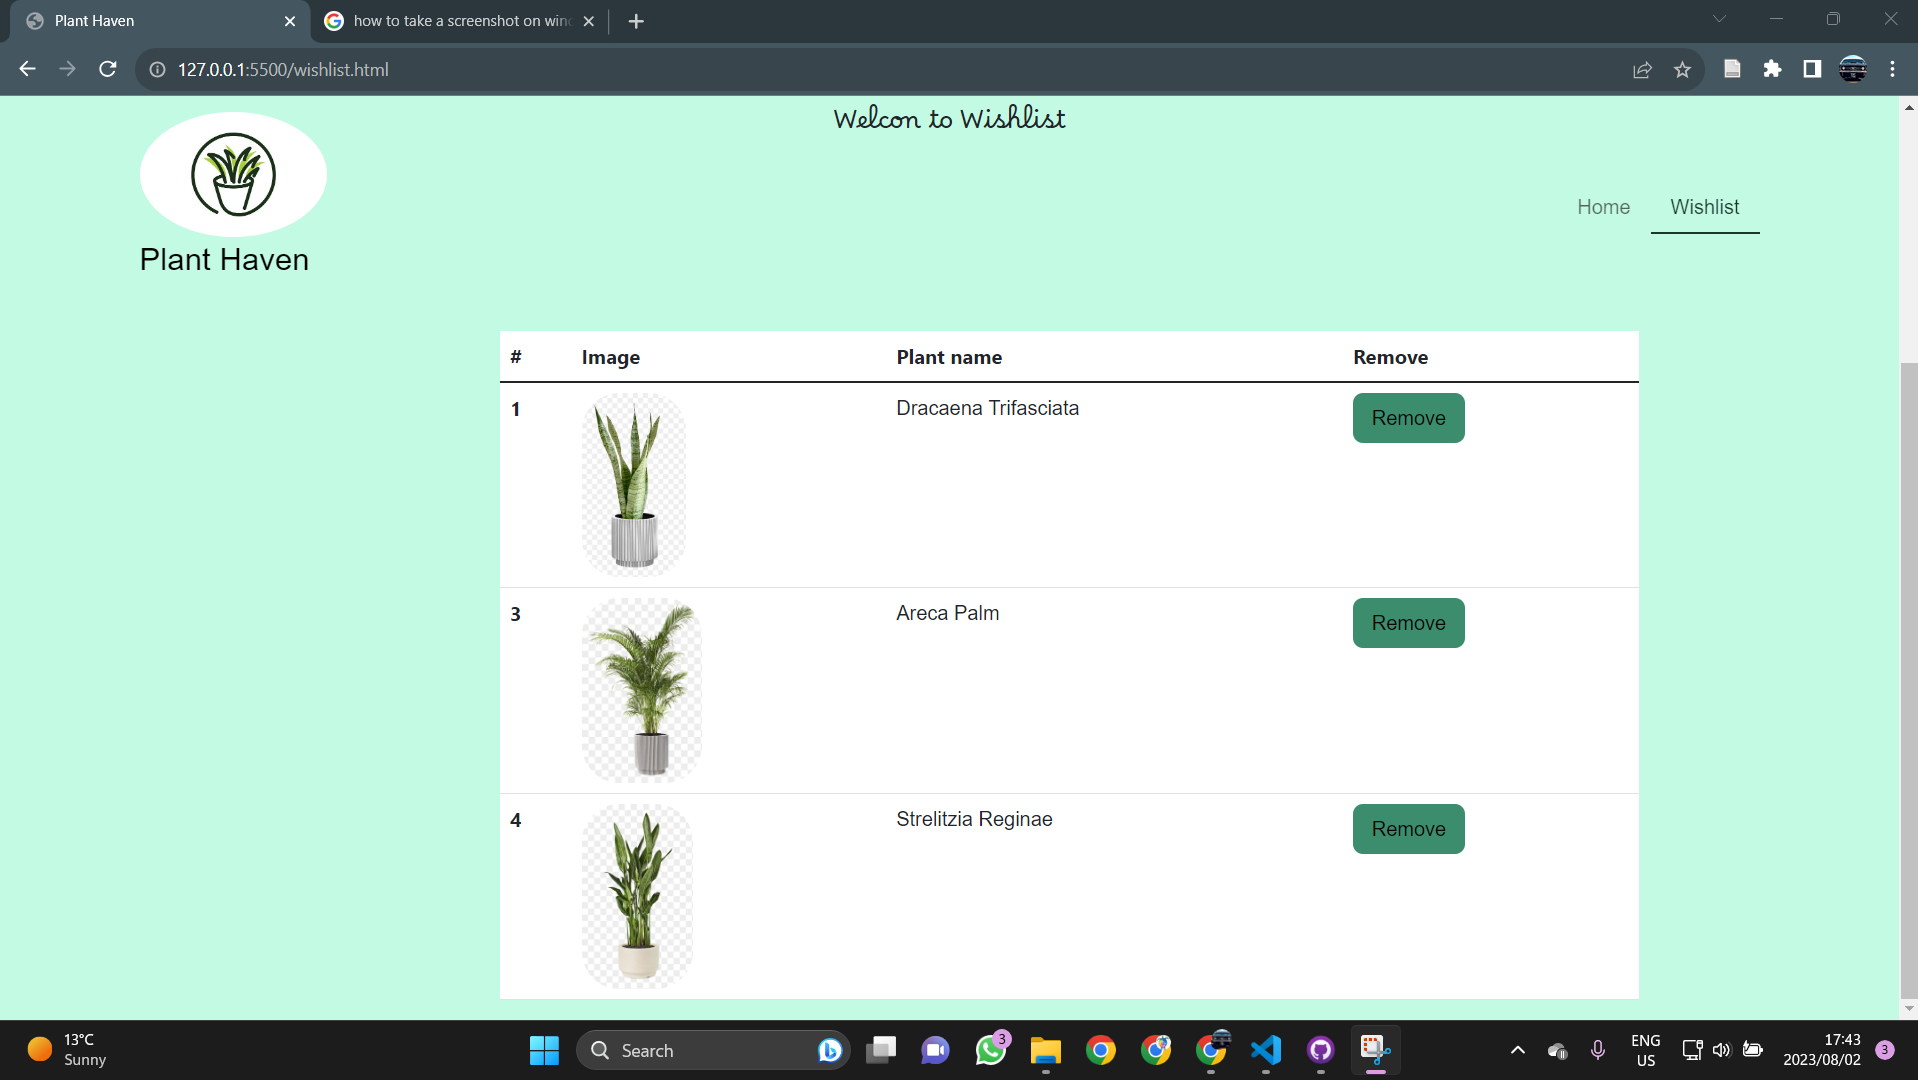 Plant Haven
how to take a screenshot on win
127.0.0.1:5500/wishlist.html
Welcon to Wishlist
Plant Haven
Home Wishlist
# Image Plant name Remove
1 Dracaena Trifasciata Remove
3 Areca Palm Remove
4 Strelitzia Reginae Remove
13°C
Sunny
Search
3
ENG
US
17:43
2023/08/02
3